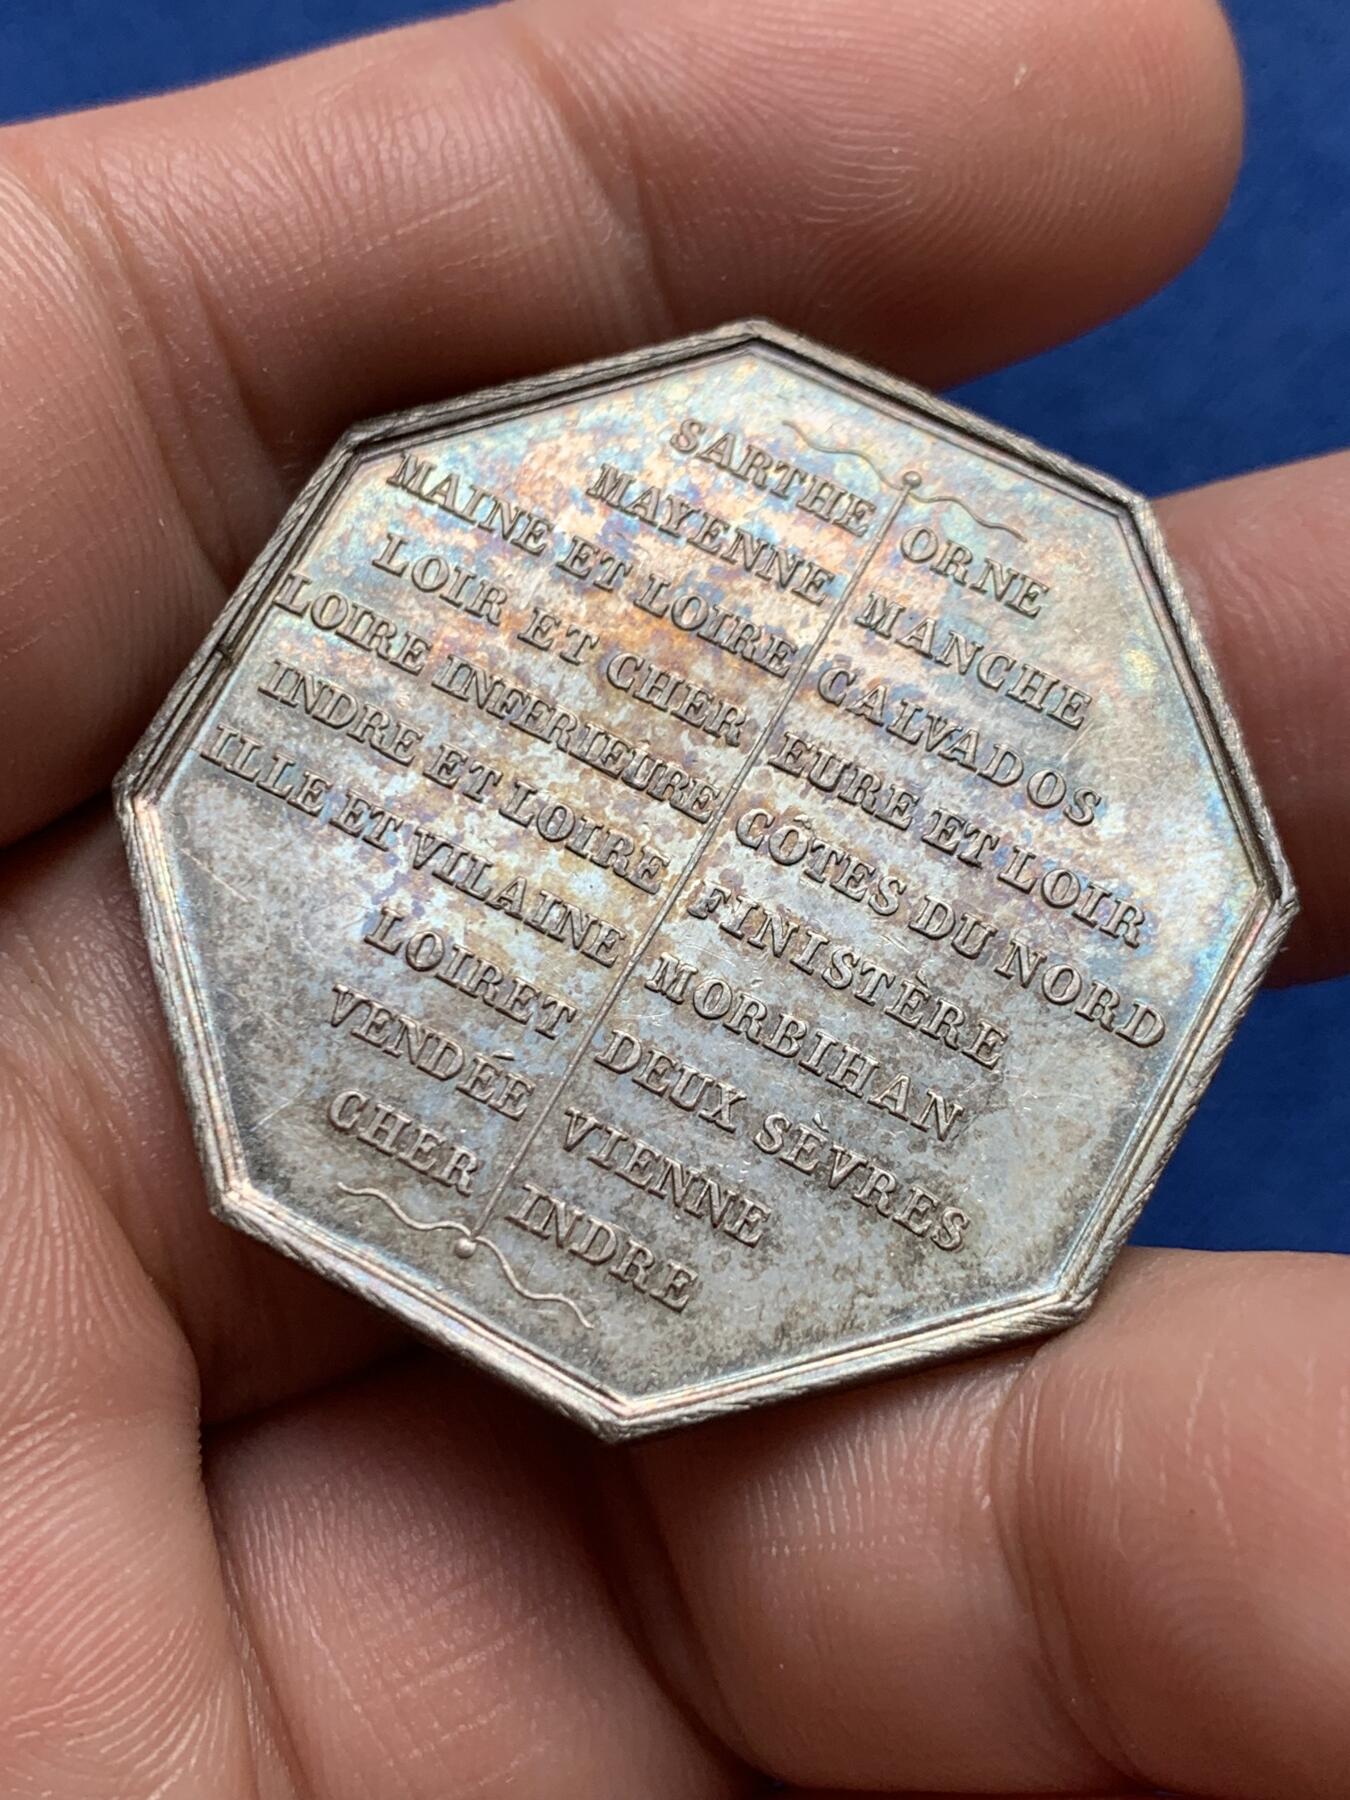 SARTHE
MAYENNE
MAINE ET LOIRE
LOIR ET CHER
LOIRE INFERIEURE
INDRE ET LOIRE
ILLE ET VILAINE
LOIRET
VENDÉE
CHER
ORNE
MANCHE
CALVADOS
EURE ET LOIR
CÔTES DU NORD
FINISTÈRE
MORBIHAN
DEUX SÈVRES
VIENNE
INDRE